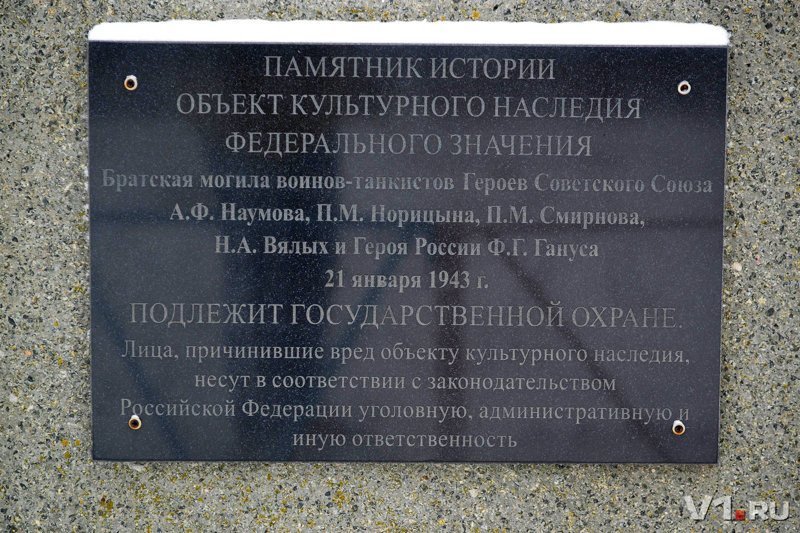 ПАМЯТНИК ИСТОРИИ
ОБЪЕКТ КУЛЬТУРНОГО НАСЛЕДИЯ
ФЕДЕРАЛЬНОГО ЗНАЧЕНИЯ
Братская могила воинов-танкистов Героев Советского Союза
А.Ф. Наумова, П.М. Норицына, П.М. Смирнова,
Н.А. Вялых и Героя России Ф.Г. Гануса
21 января 1943 г.
ПОДЛЕЖИТ ГОСУДАРСТВЕННОЙ ОХРАНЕ.
Лица, причинившие вред объекту культурного наследия,
несут в соответствии с законодательством
Российской Федерации уголовную, административную и
иную ответственность
V1.RU